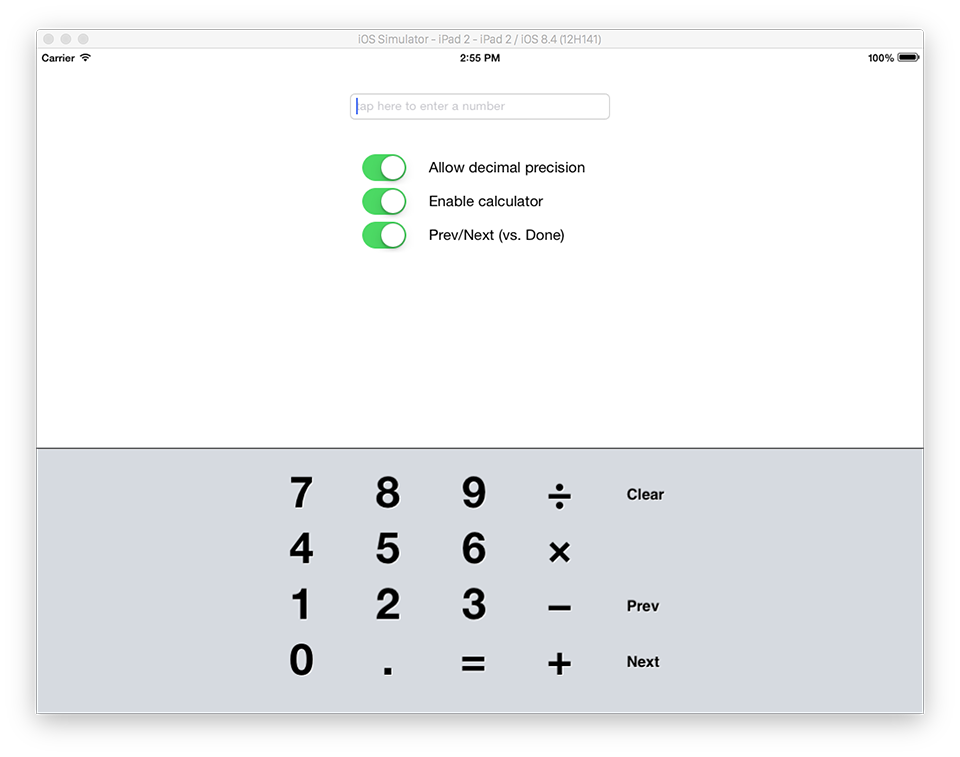 iOS Simulator - iPad 2 - iPad 2 / iOS 8.4 (12H141)
Carrier 2:55 PM 100%
ap here to enter a number
Allow decimal precision
Enable calculator
Prev/Next (vs. Done)
7 8 9 ÷ Clear
4 5 6 ×
1 2 3 − Prev
0 . = + Next